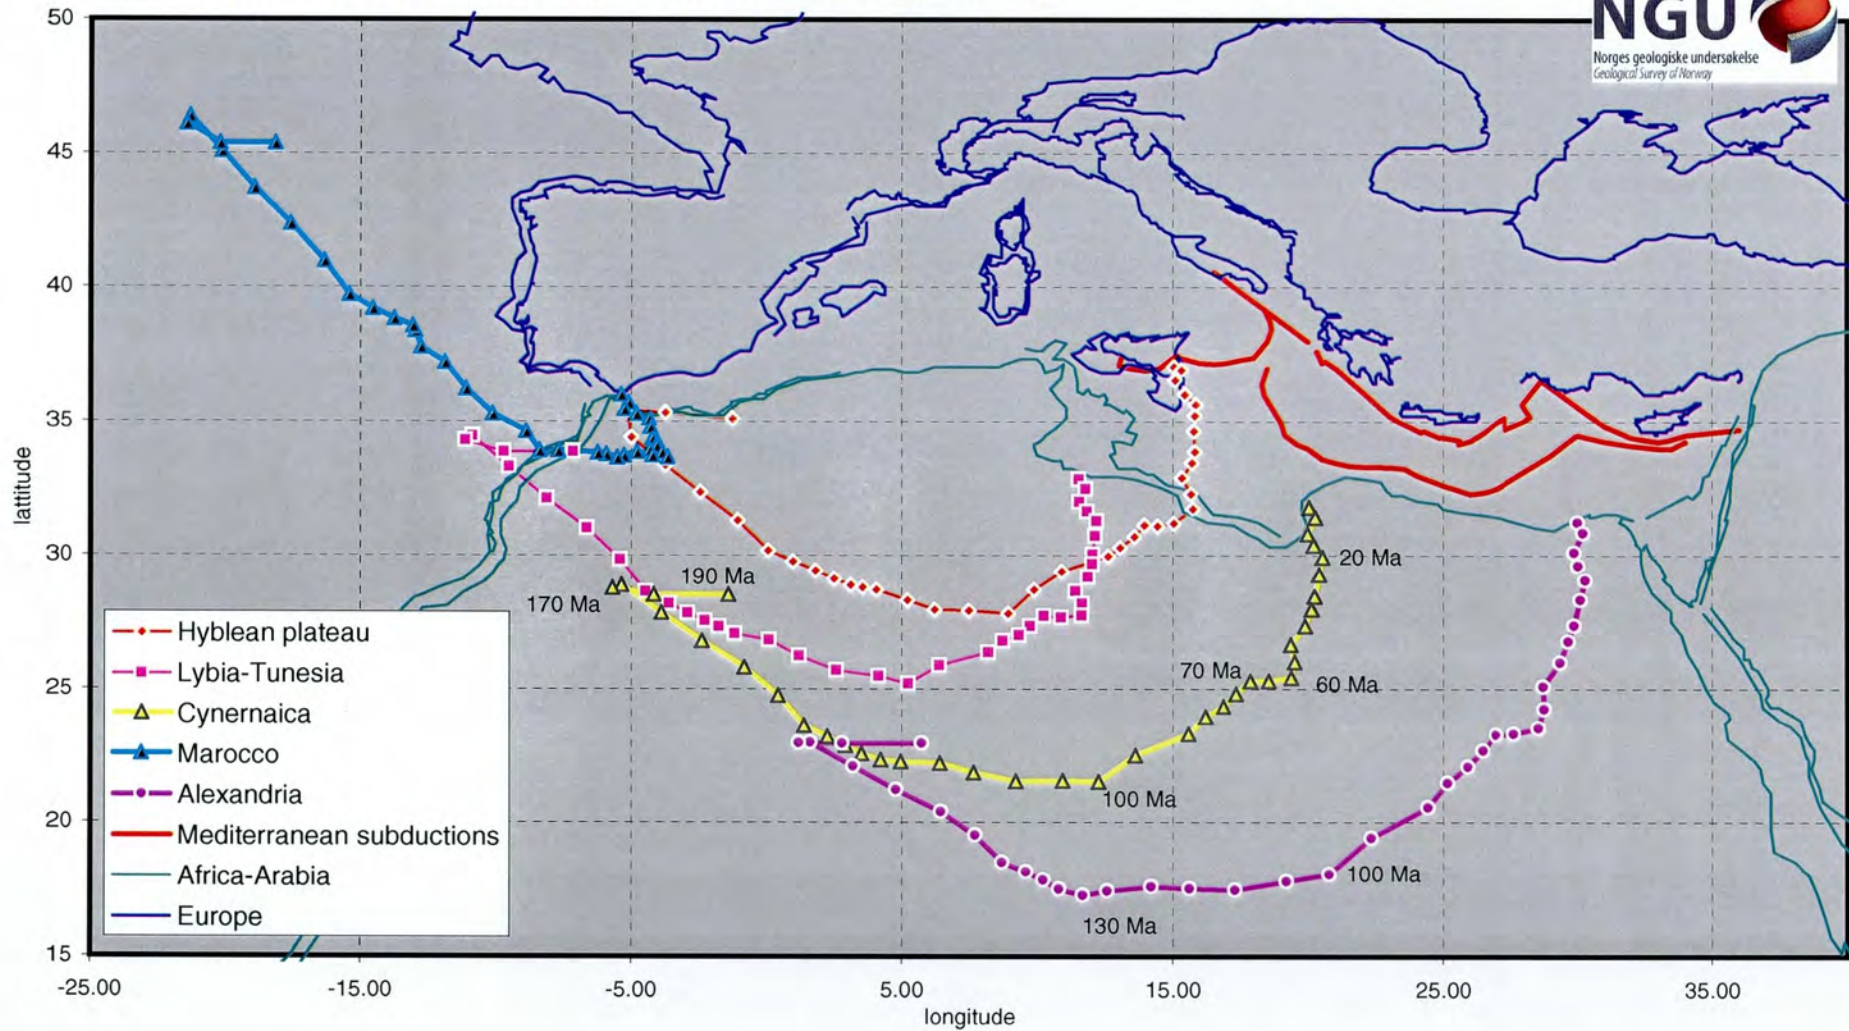 NGU
Norges geologiske undersøkelse
Geological Survey of Norway
50
45
40
35
30
25
20
15
lattitude
190 Ma
170 Ma
20 Ma
70 Ma
60 Ma
100 Ma
100 Ma
130 Ma
Hyblean plateau
Lybia-Tunesia
Cynernaica
Marocco
Alexandria
Mediterranean subductions
Africa-Arabia
Europe
-25.00 -15.00 -5.00 5.00 15.00 25.00 35.00
longitude